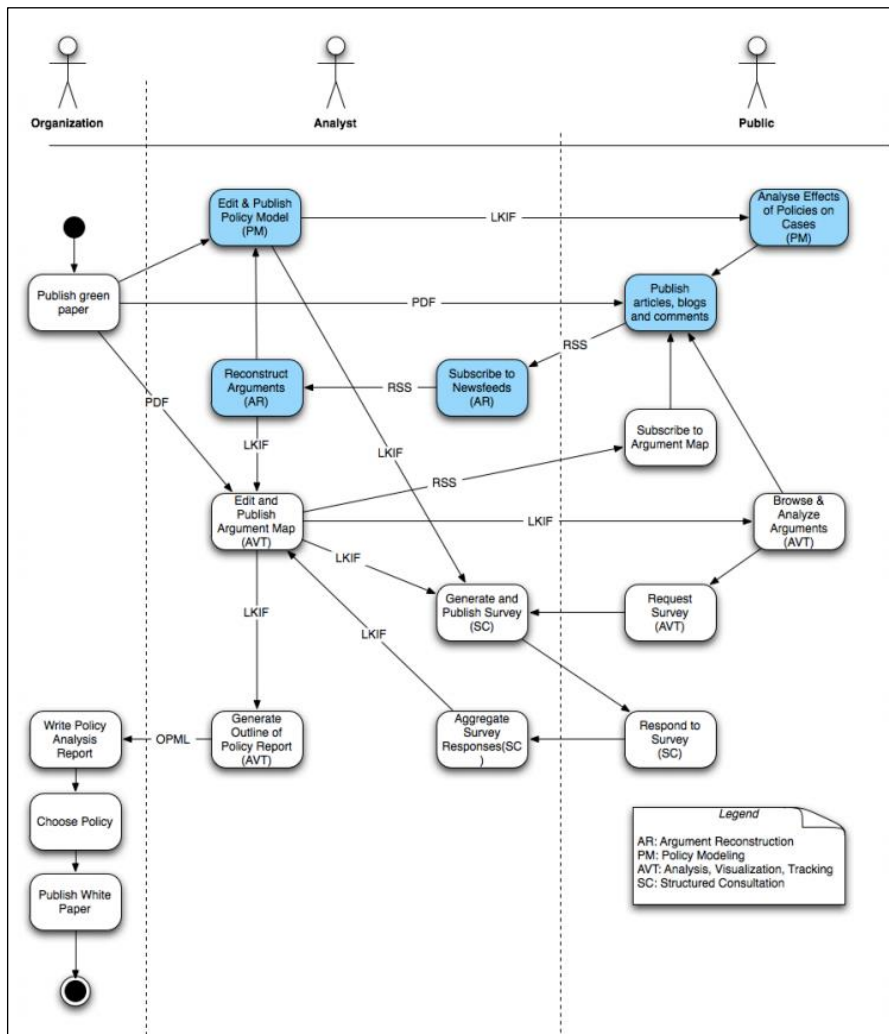 Organization
Analyst
Public
Edit & Publish
Policy Model
(PM)
LKIF
Analyse Effects
of Policies on
Cases
(PM)
Publish green
paper
PDF
Publish
articles, blogs
and comments
RSS
Reconstruct
Arguments
(AR)
RSS
Subscribe to
Newsfeeds
(AR)
PDF
LKIF
LKIF
Subscribe to
Argument Map
RSS
Edit and
Publish
Argument Map
(AVT)
LKIF
Browse &
Analyze
Arguments
(AVT)
LKIF
LKIF
LKIF
Generate and
Publish Survey
(SC)
Request
Survey
(AVT)
Write Policy
Analysis
Report
OPML
Generate
Outline of
Policy Report
(AVT)
Aggregate
Survey
Responses(SC
)
Respond to
Survey
(SC)
Choose Policy
Publish White
Paper
Legend
AR: Argument Reconstruction
PM: Policy Modeling
AVT: Analysis, Visualization, Tracking
SC: Structured Consultation